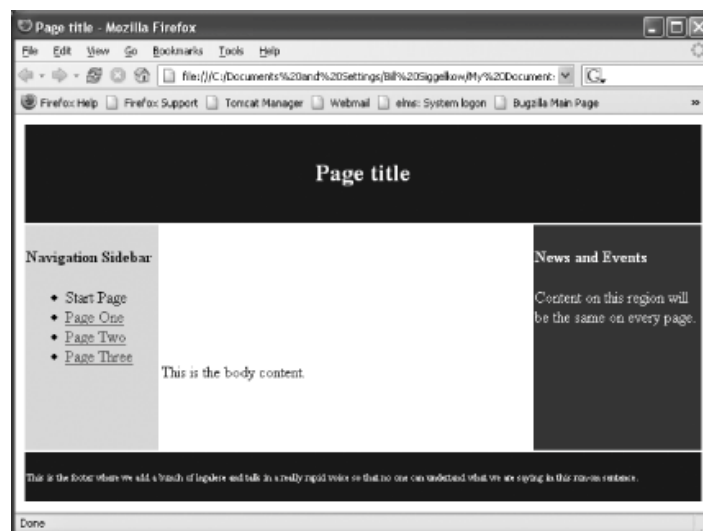 Page title - Mozilla Firefox
File Edit View Go Bookmarks Tools Help
file:///C:/Documents%20and%20Settings/Bill%20Siggelkow/My%20Document: G,
Firefox Help Firefox Support Tomcat Manager Webmail elms: System logon Bugzilla Main Page »
Page title
Navigation Sidebar
Start Page
Page One
Page Two
Page Three
This is the body content.
News and Events
Content on this region will
be the same on every page.
This is the footer where we add a bunch of legalese and talk in a really rapid voice so that no one can understand what we are saying in this run-on sentence.
Done